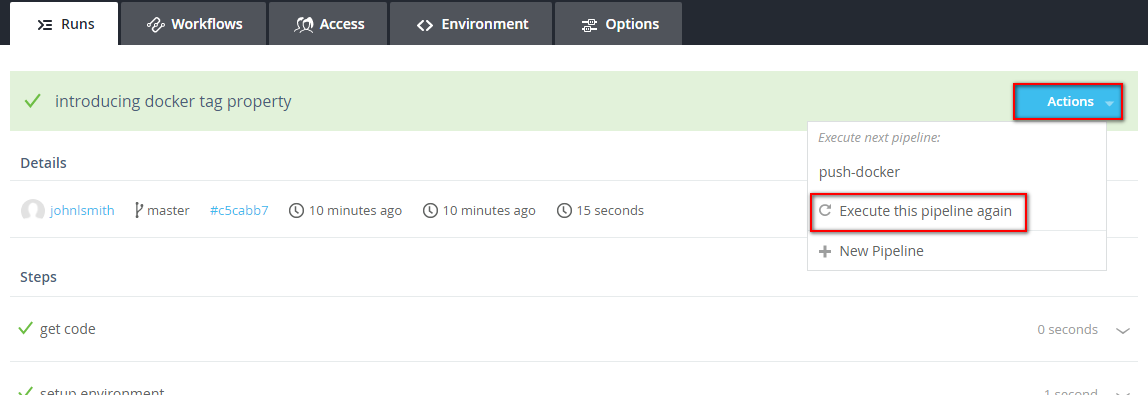 Runs Workflows Access Environment Options
introducing docker tag property
Actions
Execute next pipeline:
push-docker
Execute this pipeline again
New Pipeline
Details
johnlsmith master #c5cabb7 10 minutes ago 10 minutes ago 15 seconds
Steps
get code 0 seconds
setup environment 1 second